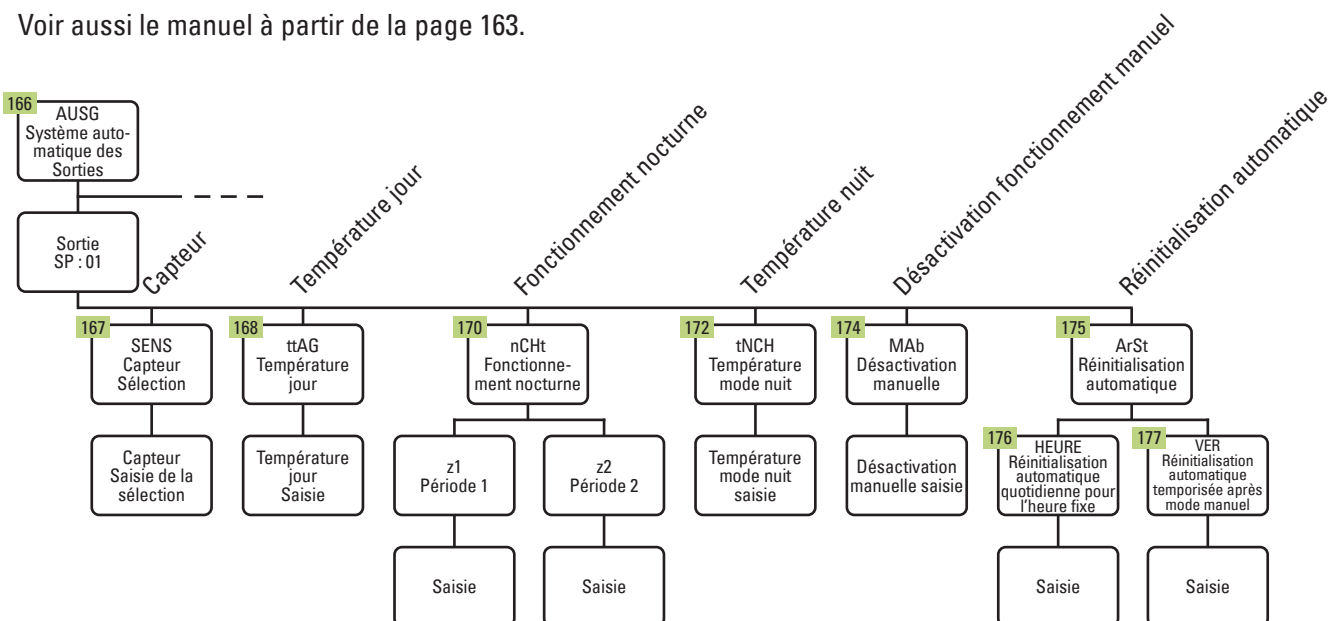 Voir aussi le manuel à partir de la page 163.
166
AUSG
Système auto-
matique des
Sorties
Sortie
SP : 01
Capteur
Température jour
Fonctionnement nocturne
Température nuit
Désactivation fonctionnement manuel
Réinitialisation automatique
167
SENS
Capteur
Sélection
168
ttAG
Température
jour
170
nCHt
Fonctionne-
ment nocturne
172
tNCH
Température
mode nuit
174
MAb
Désactivation
manuelle
175
ArSt
Réinitialisation
automatique
Capteur
Saisie de la
sélection
Température
jour
Saisie
z1
Période 1
z2
Période 2
Température
mode nuit
saisie
Désactivation
manuelle saisie
176
HEURE
Réinitialisation
automatique
quotidienne pour
l'heure fixe
177
VER
Réinitialisation
automatique
temporisée après
mode manuel
Saisie
Saisie
Saisie
Saisie